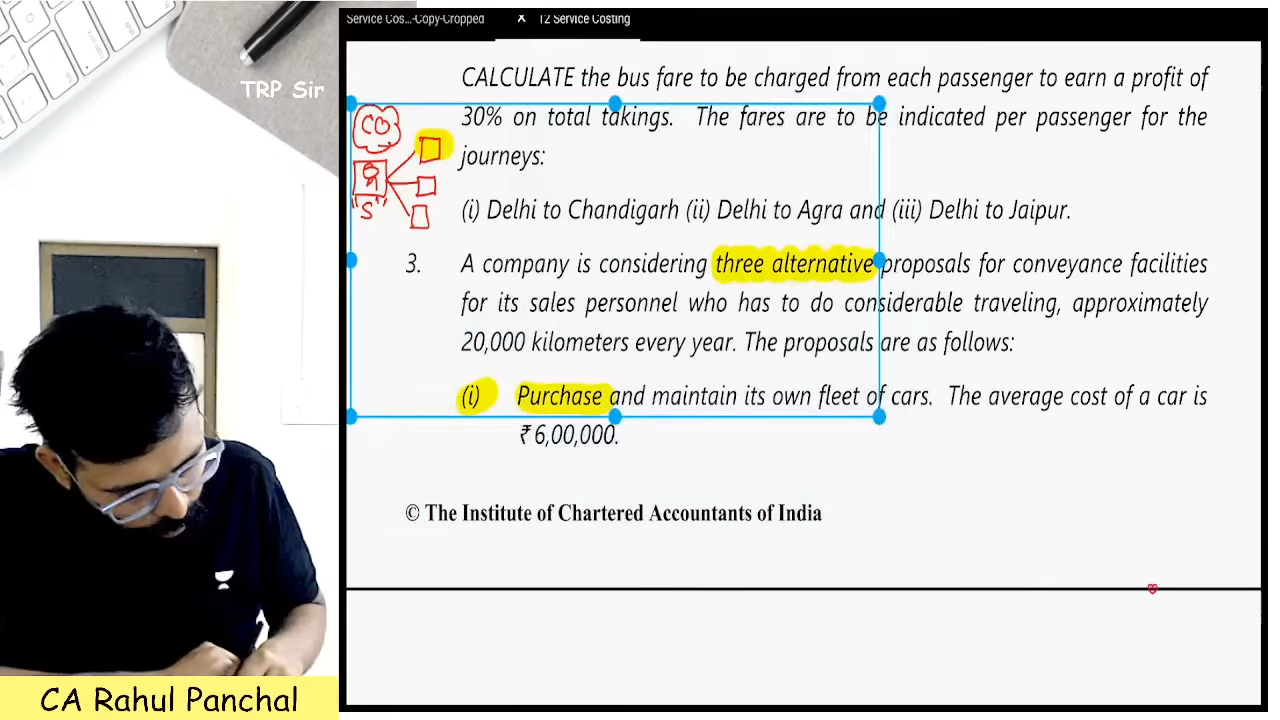 Service Cos...-Copy-Cropped X 12 Service Costing
TRP Sir
CALCULATE the bus fare to be charged from each passenger to earn a profit of
30% on total takings. The fares are to be indicated per passenger for the
journeys:
CO
"S"
(i) Delhi to Chandigarh (ii) Delhi to Agra and (iii) Delhi to Jaipur.
3. A company is considering three alternative proposals for conveyance facilities
for its sales personnel who has to do considerable traveling, approximately
20,000 kilometers every year. The proposals are as follows:
(i) Purchase and maintain its own fleet of cars. The average cost of a car is
₹ 6,00,000.
© The Institute of Chartered Accountants of India
CA Rahul Panchal